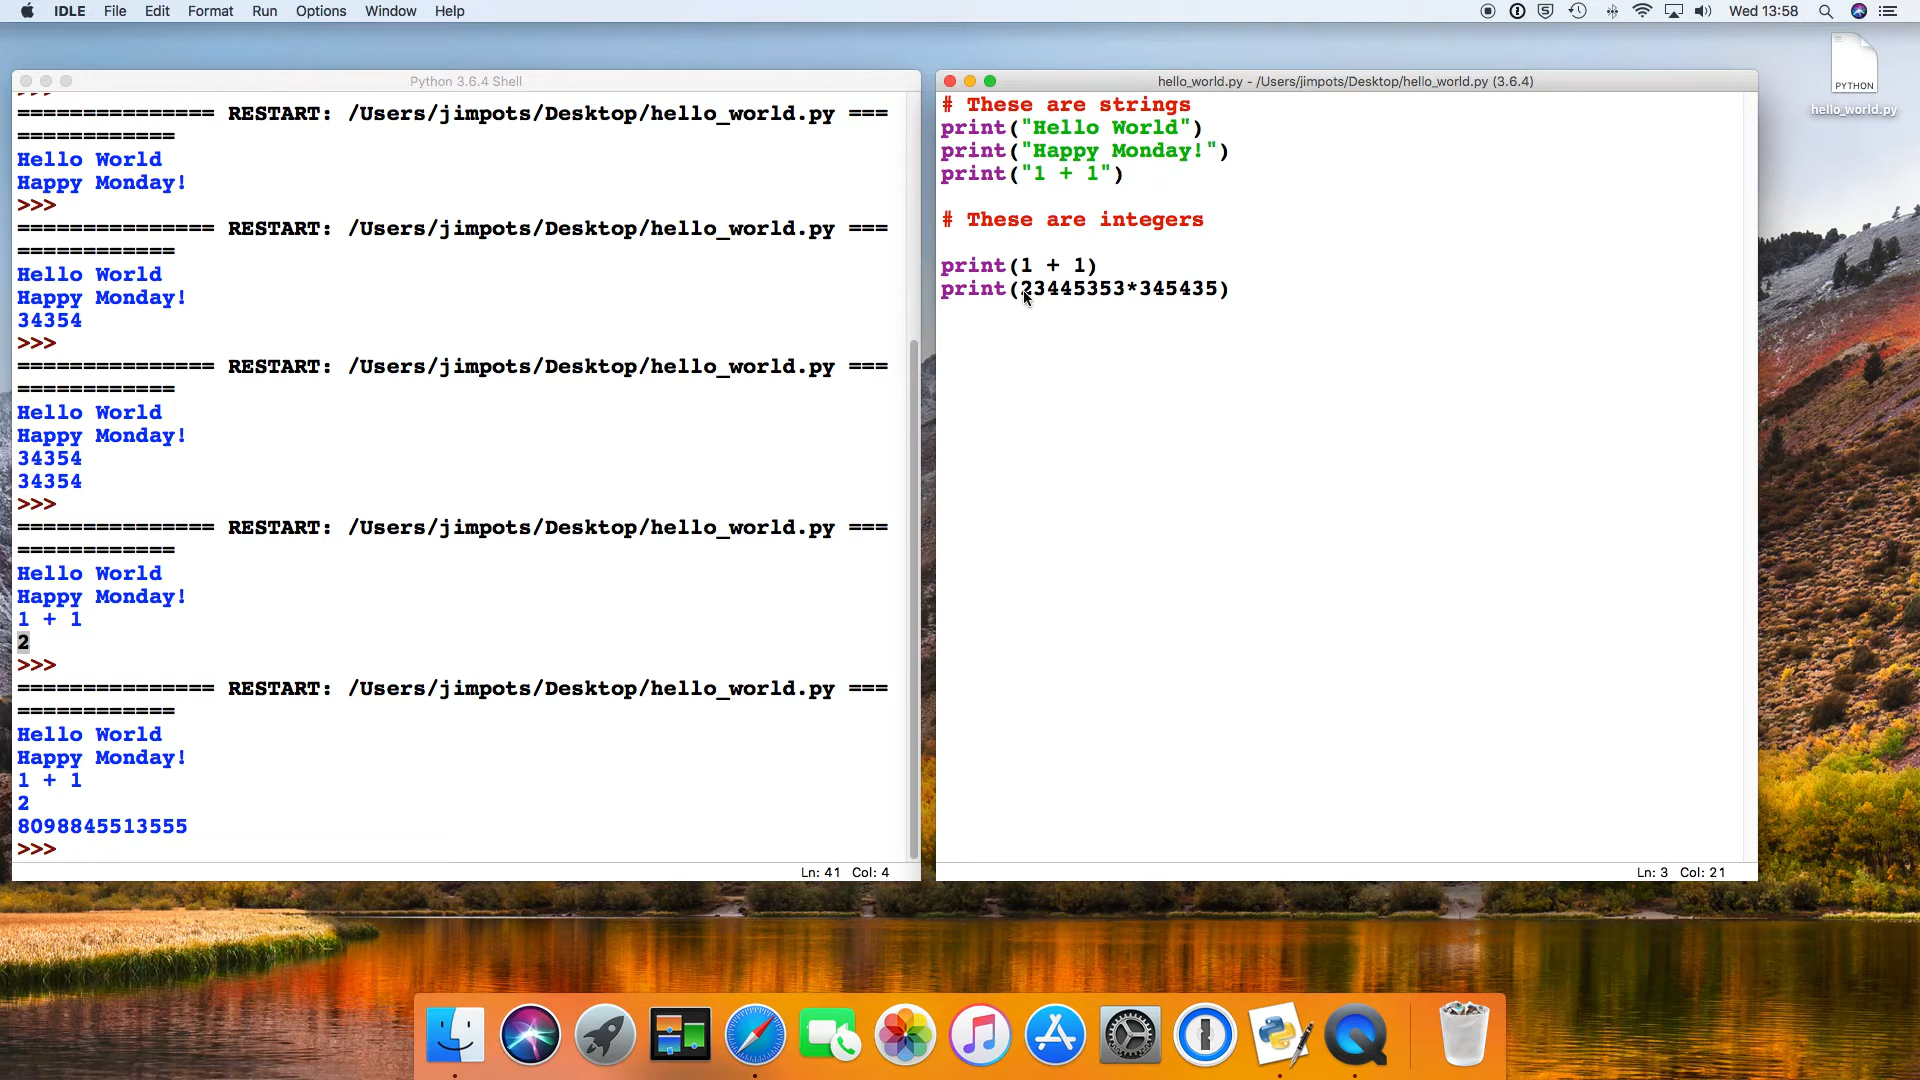 IDLE File Edit Format Run Options Window Help
Wed 13:58
Python 3.6.4 Shell
>>>
=============== RESTART: /Users/jimpots/Desktop/hello_world.py ===
============
Hello World
Happy Monday!
>>>
=============== RESTART: /Users/jimpots/Desktop/hello_world.py ===
============
Hello World
Happy Monday!
34354
>>>
=============== RESTART: /Users/jimpots/Desktop/hello_world.py ===
============
Hello World
Happy Monday!
34354
34354
>>>
=============== RESTART: /Users/jimpots/Desktop/hello_world.py ===
============
Hello World
Happy Monday!
1 + 1
2
>>>
=============== RESTART: /Users/jimpots/Desktop/hello_world.py ===
============
Hello World
Happy Monday!
1 + 1
2
8098845513555
>>>
Ln: 41 Col: 4
hello_world.py - /Users/jimpots/Desktop/hello_world.py (3.6.4)
# These are strings
print("Hello World")
print("Happy Monday!")
print("1 + 1")
# These are integers
print(1 + 1)
print(23445353*345435)
Ln: 3 Col: 21
PYTHON
hello_world.py